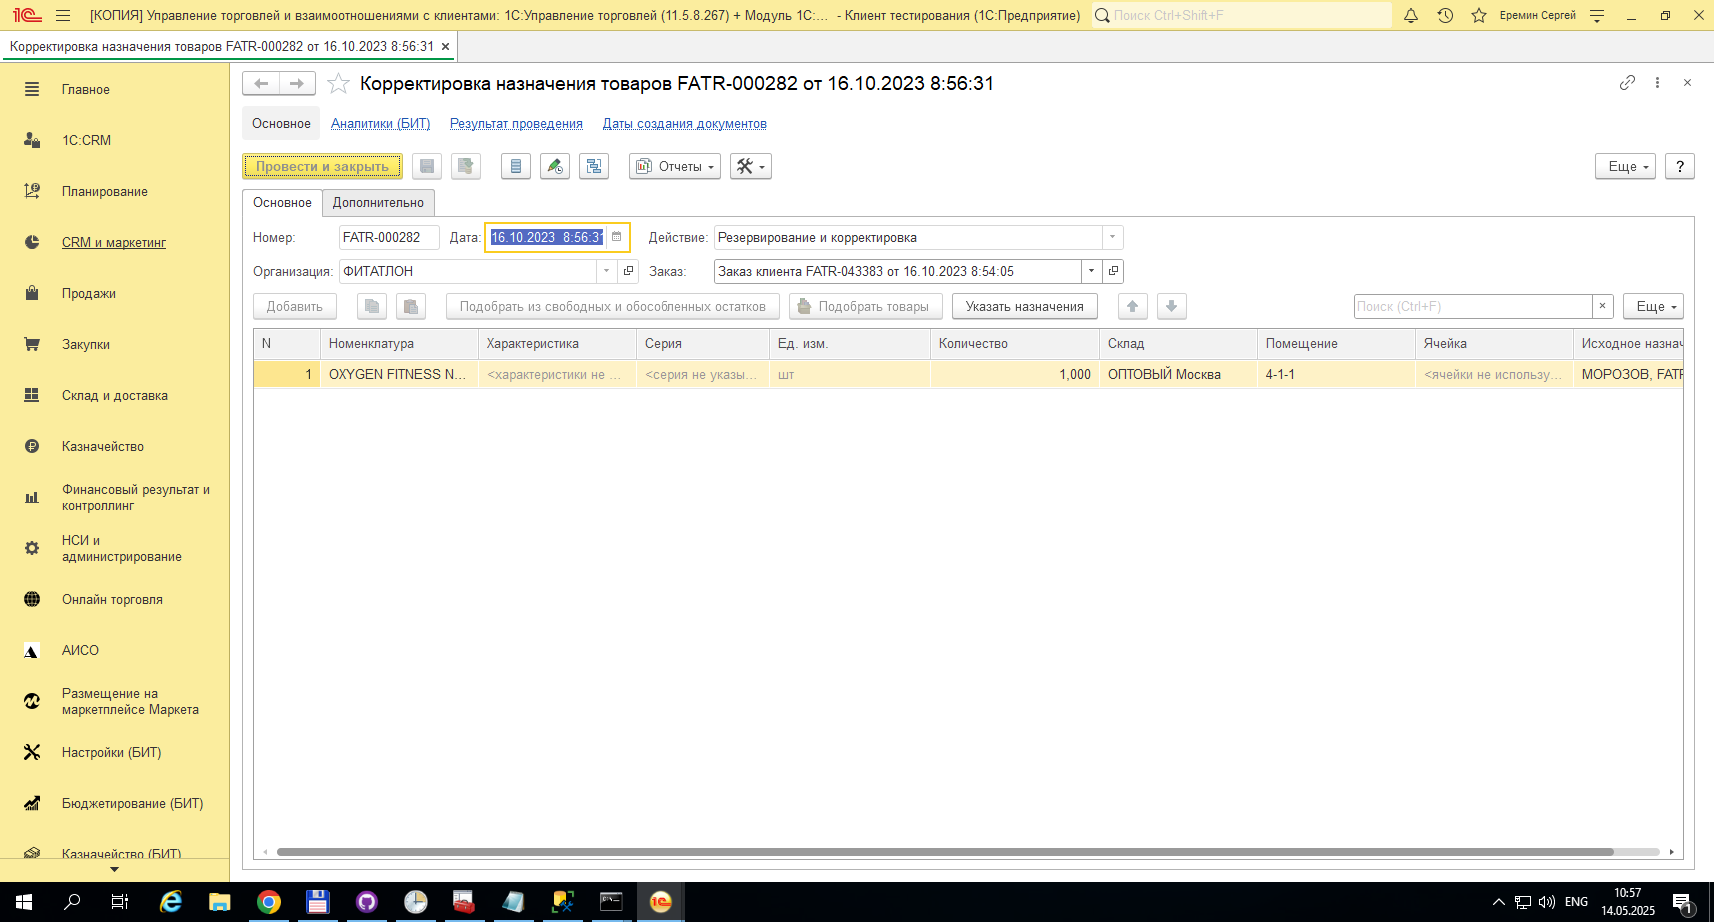 [КОПИЯ] Управление торговлей и взаимоотношениями с клиентами: 1С:Управление торговлей (11.5.8.267) + Модуль 1С:... - Клиент тестирования (1С:Предприятие)
Поиск Ctrl+Shift+F
Еремин Сергей
Корректировка назначения товаров FATR-000282 от 16.10.2023 8:56:31
Главное
1С:CRM
Планирование
CRM и маркетинг
Продажи
Закупки
Склад и доставка
Казначейство
Финансовый результат и
контроллинг
НСИ и
администрирование
Онлайн торговля
АИСО
Размещение на
маркетплейсе Маркета
Настройки (БИТ)
Бюджетирование (БИТ)
Казначейство (БИТ)
Корректировка назначения товаров FATR-000282 от 16.10.2023 8:56:31
Основное Аналитики (БИТ) Результат проведения Даты создания документов
Провести и закрыть Отчеты Еще ?
Основное Дополнительно
Номер: FATR-000282 Дата: 16.10.2023 8:56:31 Действие: Резервирование и корректировка
Организация: ФИТАТЛОН Заказ: Заказ клиента FATR-043383 от 16.10.2023 8:54:05
Добавить Подобрать из свободных и обособленных остатков Подобрать товары Указать назначения Поиск (Ctrl+F) Еще
N Номенклатура Характеристика Серия Ед. изм. Количество Склад Помещение Ячейка Исходное назнач
1 OXYGEN FITNESS N... <характеристики не ... <серия не указы... шт 1,000 ОПТОВЫЙ Москва 4-1-1 <ячейки не использу... МОРОЗОВ, FATR
ENG
10:57
14.05.2025
1